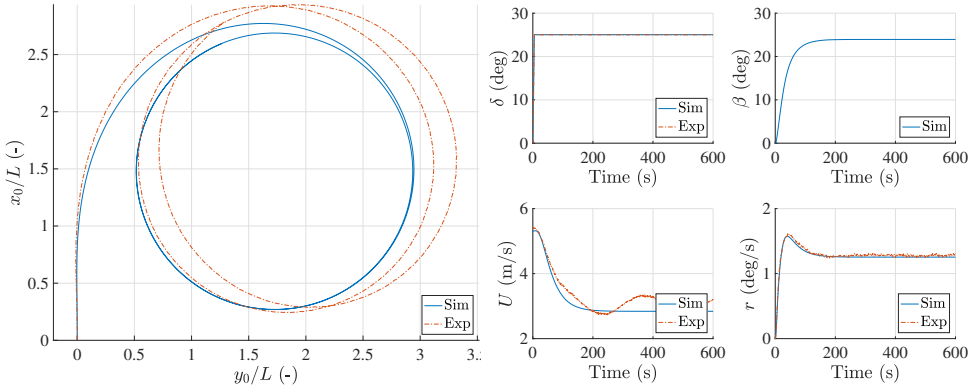 x₀/L (-)
2.5
2
1.5
1
0.5
0
0 0.5 1 1.5 2 2.5 3 3.
y₀/L (-)
Sim
Exp
δ (deg)
30
20
10
0
0 200 400 600
Time (s)
Sim
Exp
β (deg)
30
20
10
0
0 200 400 600
Time (s)
Sim
U (m/s)
6
4
2
0 200 400 600
Time (s)
Sim
Exp
r (deg/s)
2
1
0
0 200 400 600
Time (s)
Sim
Exp